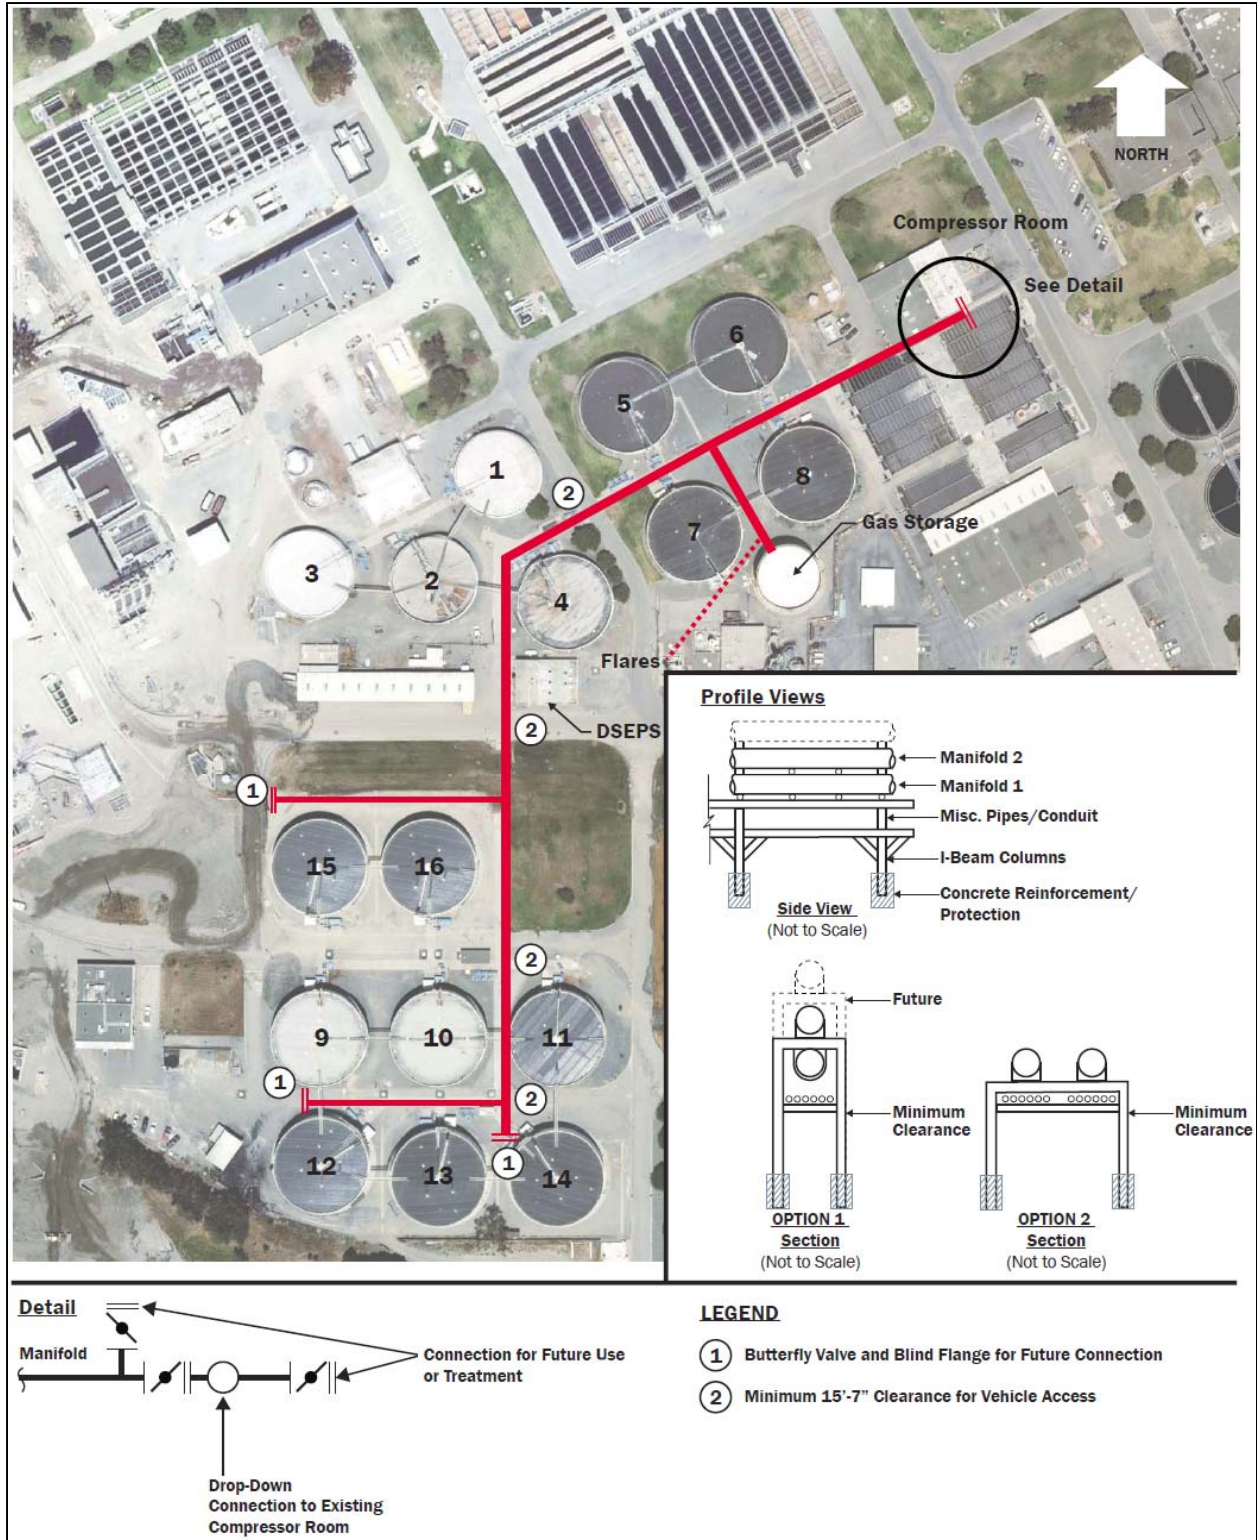 NORTH
Compressor Room
See Detail
6
5
1
8
2
7
Gas Storage
3
2
4
Flares
2
DSEPS
1
15
16
2
9
10
11
1
2
12
13
1
14
Profile Views
Manifold 2
Manifold 1
Misc. Pipes/Conduit
I-Beam Columns
Concrete Reinforcement/
Protection
Side View
(Not to Scale)
Future
Minimum
Clearance
Minimum
Clearance
OPTION 1
Section
(Not to Scale)
OPTION 2
Section
(Not to Scale)
Detail
Manifold
Connection for Future Use
or Treatment
Drop-Down
Connection to Existing
Compressor Room
LEGEND
1 Butterfly Valve and Blind Flange for Future Connection
2 Minimum 15'-7" Clearance for Vehicle Access